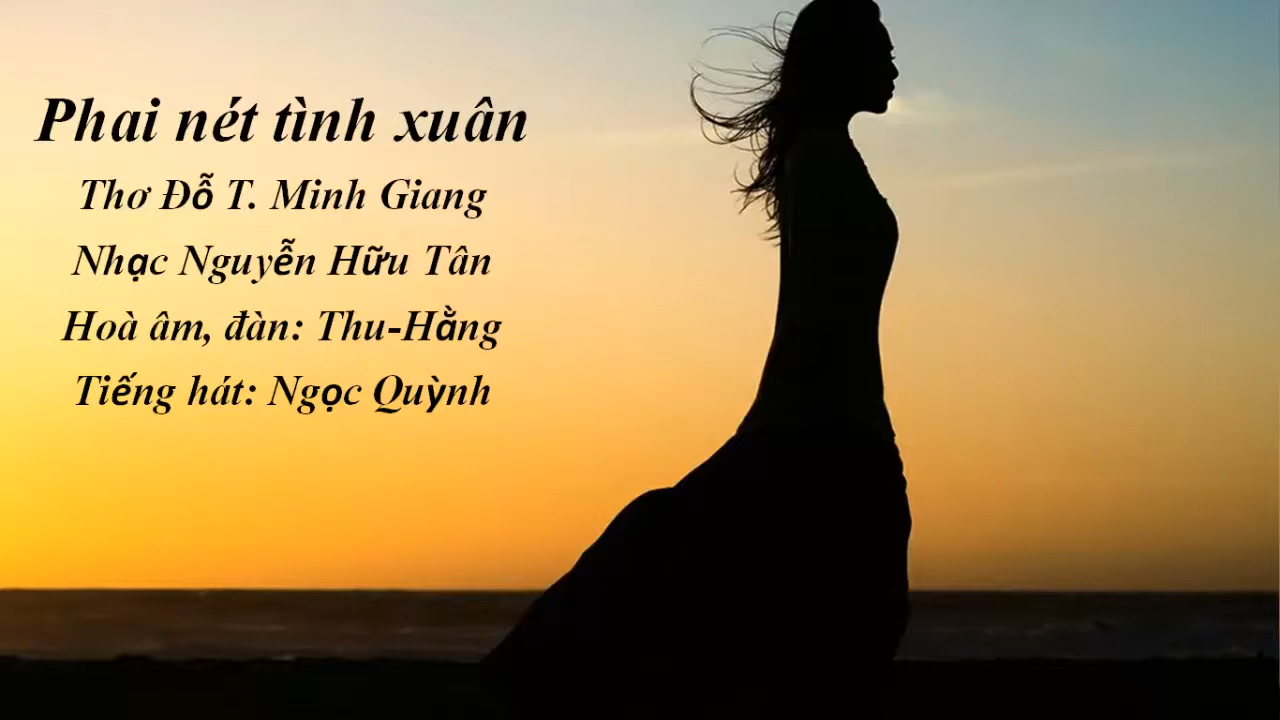 Phai nét tình xuân
Thơ Đỗ T. Minh Giang
Nhạc Nguyễn Hữu Tân
Hoà âm, đàn: Thu-Hằng
Tiếng hát: Ngọc Quỳnh